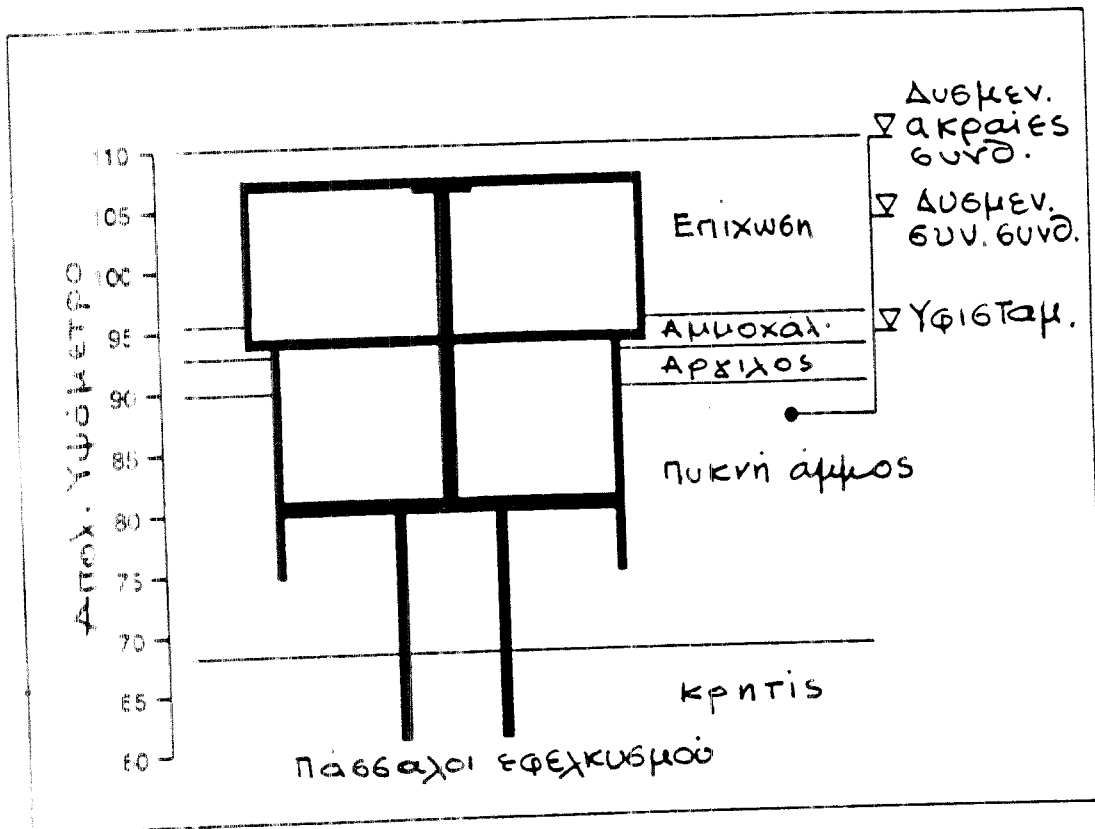 Δυσμεν.
ακραίες
συνθ.
Δυσμεν.
συν. συνθ.
Υφισταμ.
Επίχωση
Αμμοχαλ.
Αργιλος
πυκνή άμμος
κρητίς
Πάσσαλοι εφελκυσμού
Απολ. Υψόμετρο
110
105
100
95
90
85
80
75
70
65
60